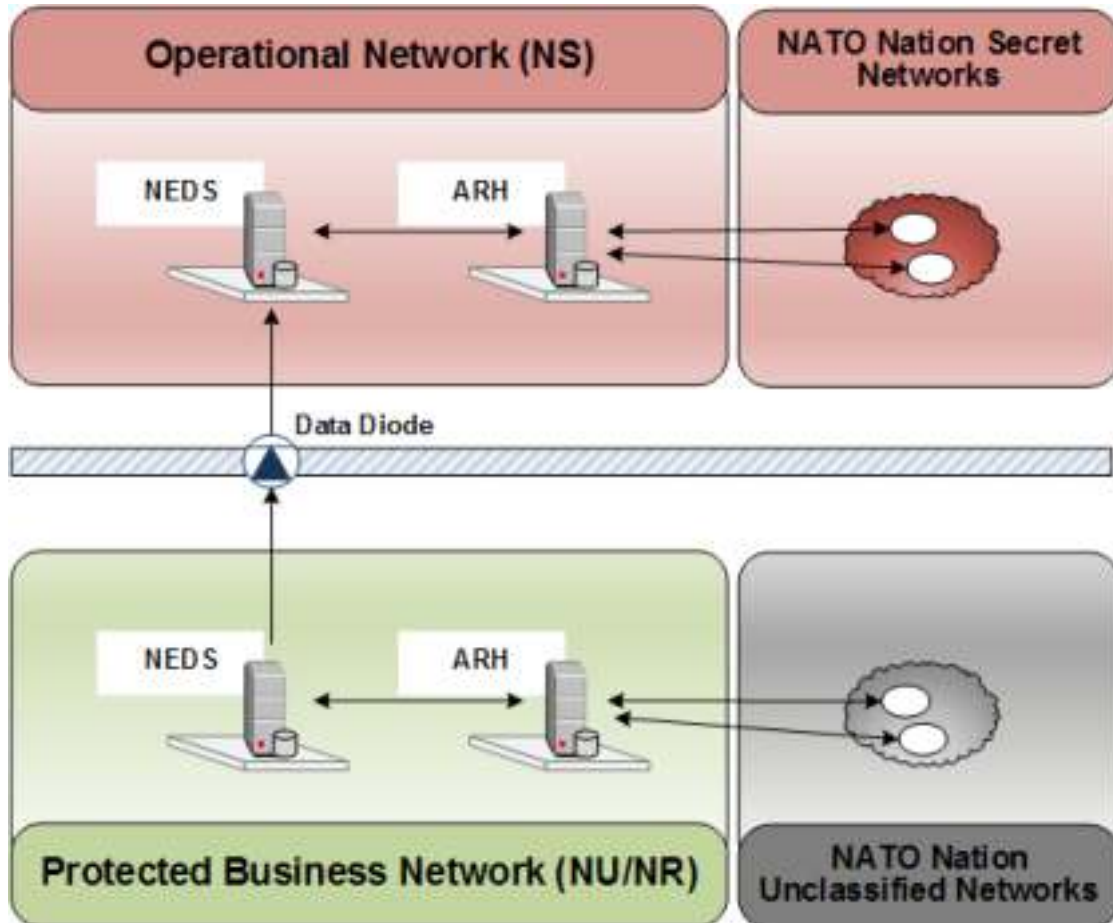 Operational Network (NS)
NATO Nation Secret
Networks
NEDS
ARH
Data Diode
NEDS
ARH
Protected Business Network (NU/NR)
NATO Nation
Unclassified Networks